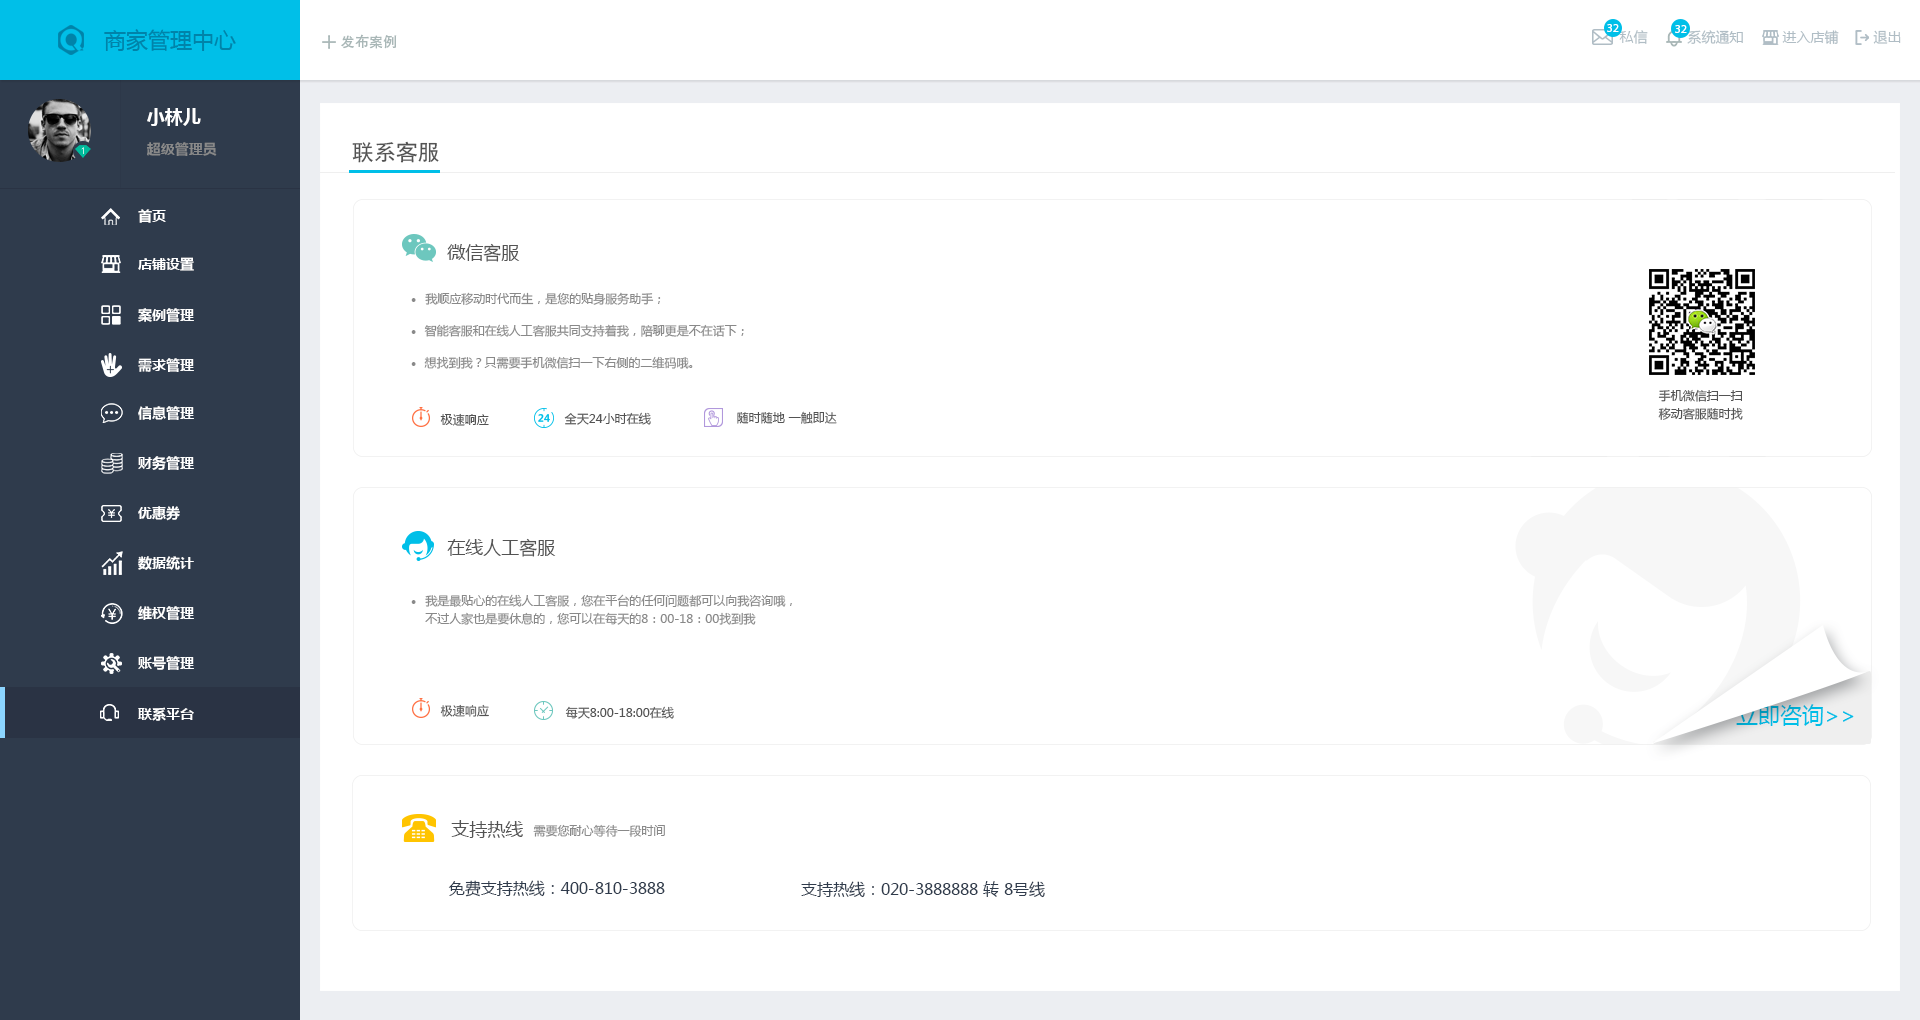 商家管理中心
发布案例
32
私信
32
系统通知
进入店铺
退出
小林儿
超级管理员
1
首页
店铺设置
案例管理
需求管理
信息管理
财务管理
优惠券
数据统计
维权管理
账号管理
联系平台
联系客服
微信客服
• 我顺应移动时代而生，是您的贴身服务助手；
• 智能客服和在线人工客服共同支持着我，陪聊更是不在话下；
• 想找到我？只需要手机微信扫一下右侧的二维码哦。
极速响应
24
全天24小时在线
随时随地 一触即达
手机微信扫一扫
移动客服随时找
在线人工客服
• 我是最贴心的在线人工客服，您在平台的任何问题都可以向我咨询哦，
不过人家也是要休息的，您可以在每天的8：00-18：00找到我
极速响应
每天8:00-18:00在线
立即咨询>>
支持热线 需要您耐心等待一段时间
免费支持热线：400-810-3888
支持热线：020-3888888 转 8号线